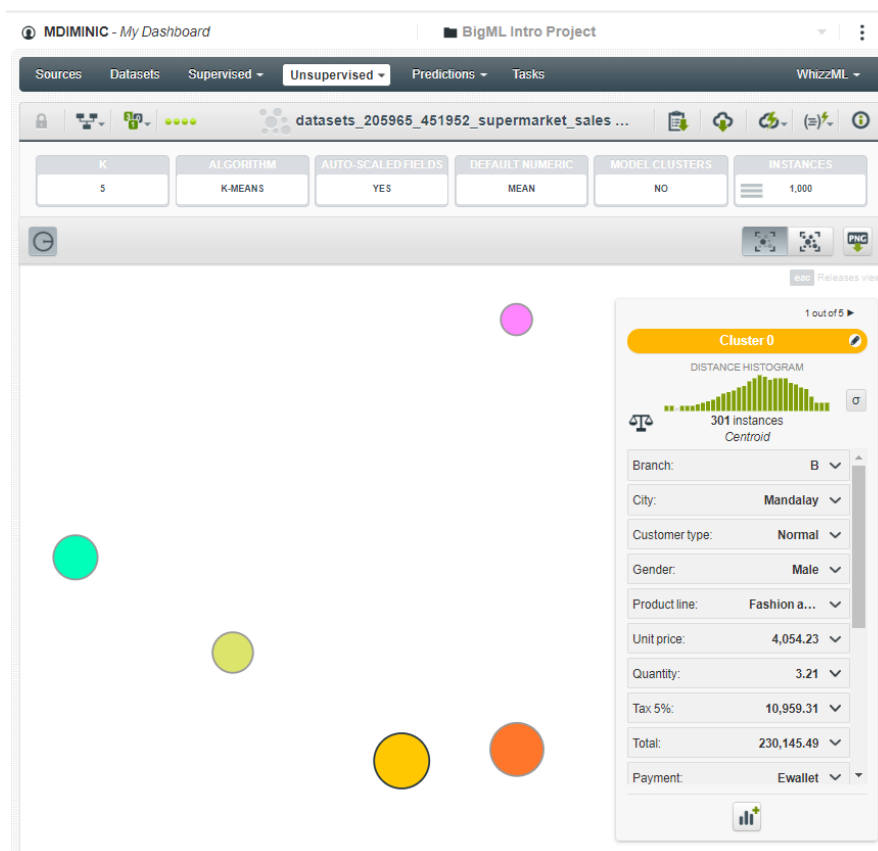 MDIMINIC - My Dashboard BigML Intro Project
Sources Datasets Supervised Unsupervised Predictions Tasks WhizzML
datasets_205965_451952_supermarket_sales ...
K ALGORITHM AUTO-SCALED FIELDS DEFAULT NUMERIC MODEL CLUSTERS INSTANCES
5 K-MEANS YES MEAN NO 1,000
PNG
eac Releases view
1 out of 5
Cluster 0
DISTANCE HISTOGRAM
σ
301 instances
Centroid
Branch: B
City: Mandalay
Customer type: Normal
Gender: Male
Product line: Fashion a...
Unit price: 4,054.23
Quantity: 3.21
Tax 5%: 10,959.31
Total: 230,145.49
Payment: Ewallet